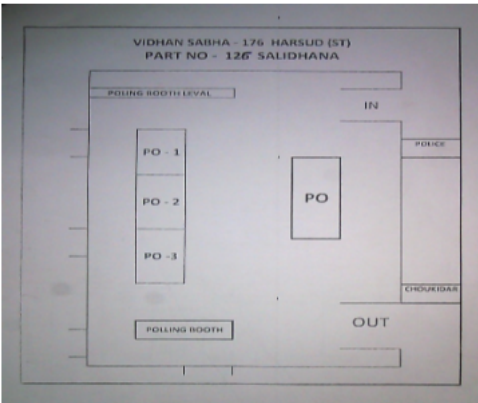 VIDHAN SABHA - 176 HARSUD (ST)
PART NO - 126 SALIDHANA
POLING BOOTH LEVAL
IN
POLICE
PO - 1
PO - 2
PO
PO -3
CHOUKIDAR
OUT
POLLING BOOTH